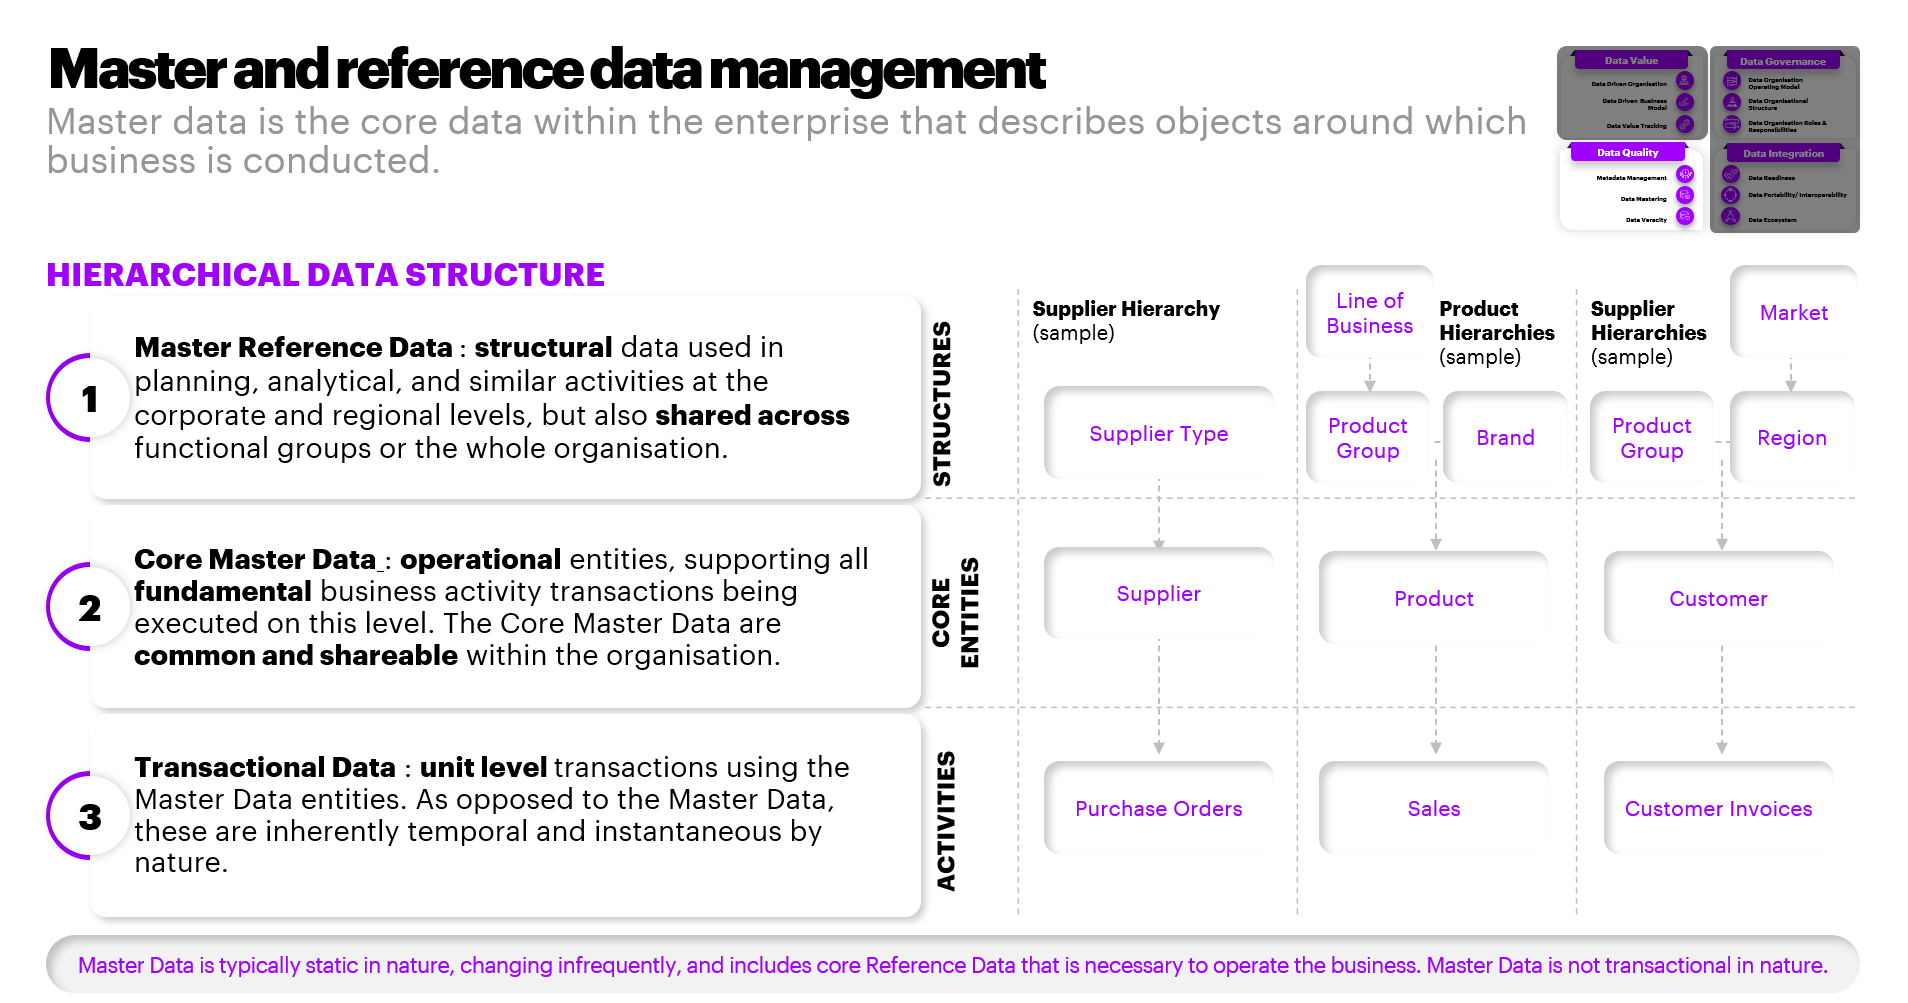 Master and reference data management
Master data is the core data within the enterprise that describes objects around which
business is conducted.
Data Value
Data Driven Organisation
Data Driven Business
Model
Data Value Tracking
Data Governance
Data Organisation
Operating Model
Data Organisational
Structure
Data Organisation Roles &
Responsibilities
Data Quality
Metadata Management
Data Mastering
Data Veracity
Data Integration
Data Readiness
Data Portability/ Interoperability
Data Ecosystem
HIERARCHICAL DATA STRUCTURE
1
Master Reference Data : structural data used in
planning, analytical, and similar activities at the
corporate and regional levels, but also shared across
functional groups or the whole organisation.
2
Core Master Data : operational entities, supporting all
fundamental business activity transactions being
executed on this level. The Core Master Data are
common and shareable within the organisation.
3
Transactional Data : unit level transactions using the
Master Data entities. As opposed to the Master Data,
these are inherently temporal and instantaneous by
nature.
STRUCTURES
Supplier Hierarchy
(sample)
Supplier Type
Line of
Business
Product
Hierarchies
(sample)
Product
Group
Brand
Supplier
Hierarchies
(sample)
Market
Product
Group
Region
CORE
ENTITIES
Supplier
Product
Customer
ACTIVITIES
Purchase Orders
Sales
Customer Invoices
Master Data is typically static in nature, changing infrequently, and includes core Reference Data that is necessary to operate the business. Master Data is not transactional in nature.